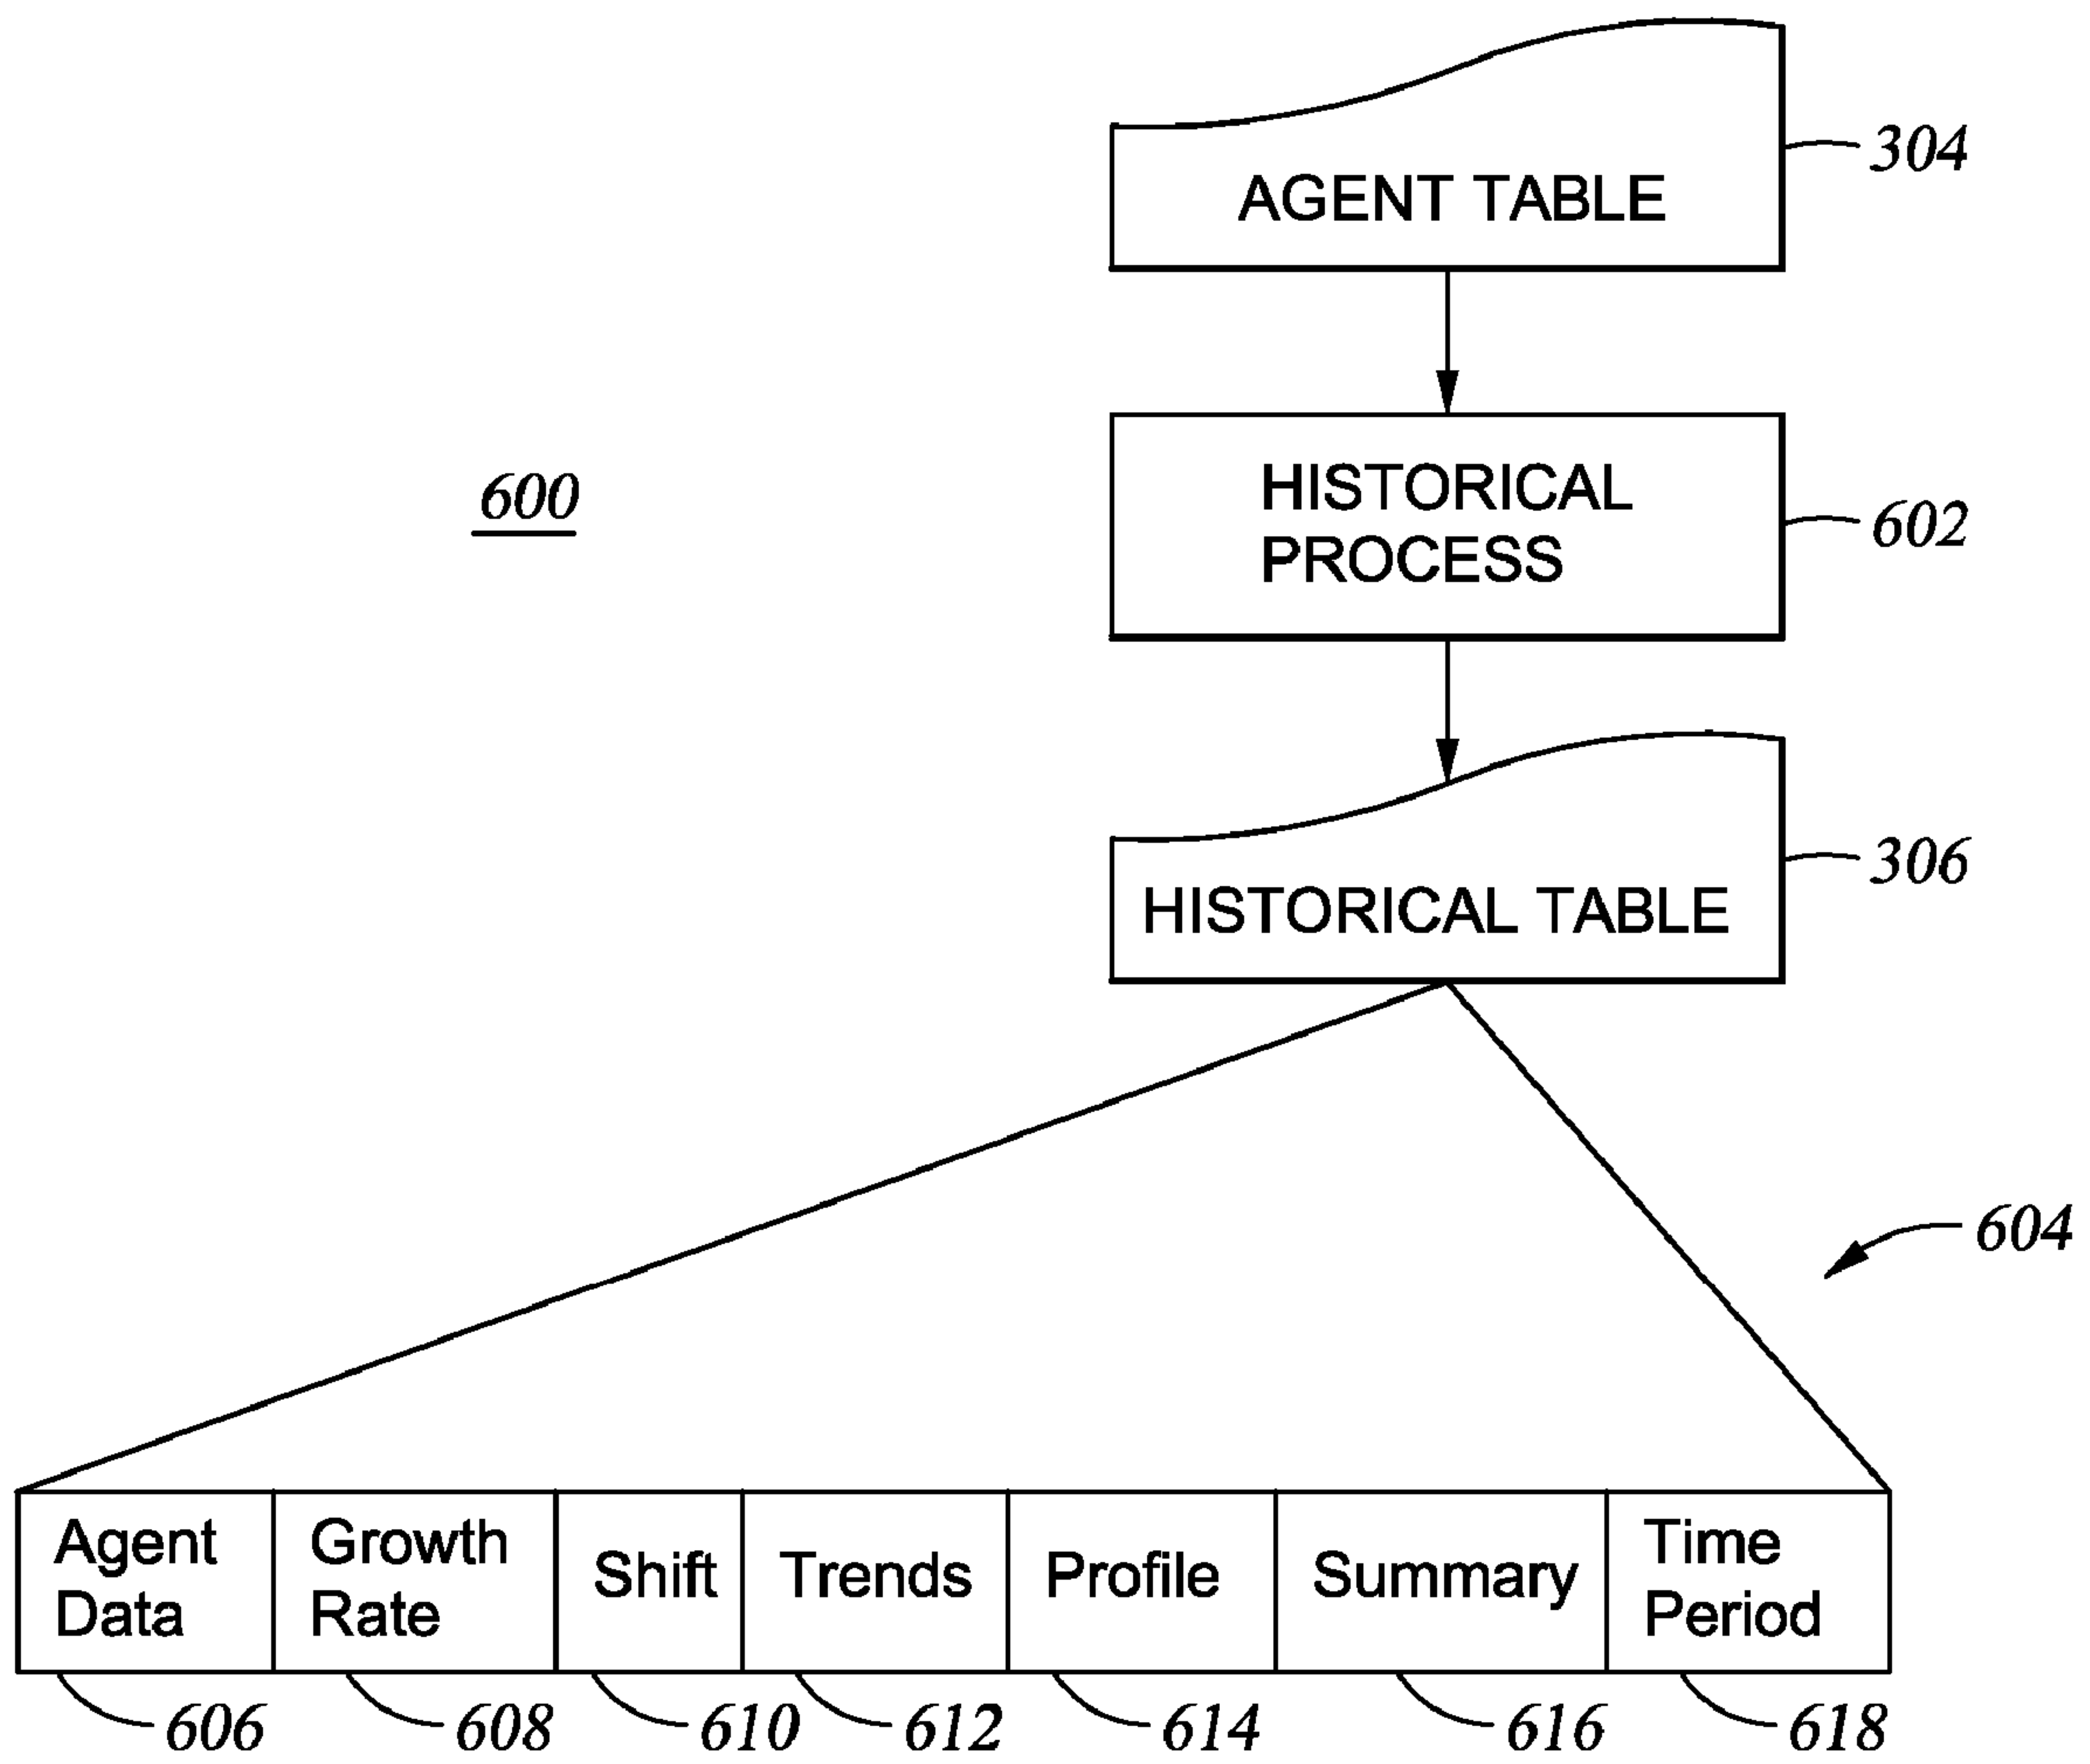 304
AGENT TABLE
600
HISTORICAL
PROCESS
602
306
HISTORICAL TABLE
604
Agent
Data
Growth
Rate
Shift
Trends
Profile
Summary
Time
Period
606
608
610
612
614
616
618